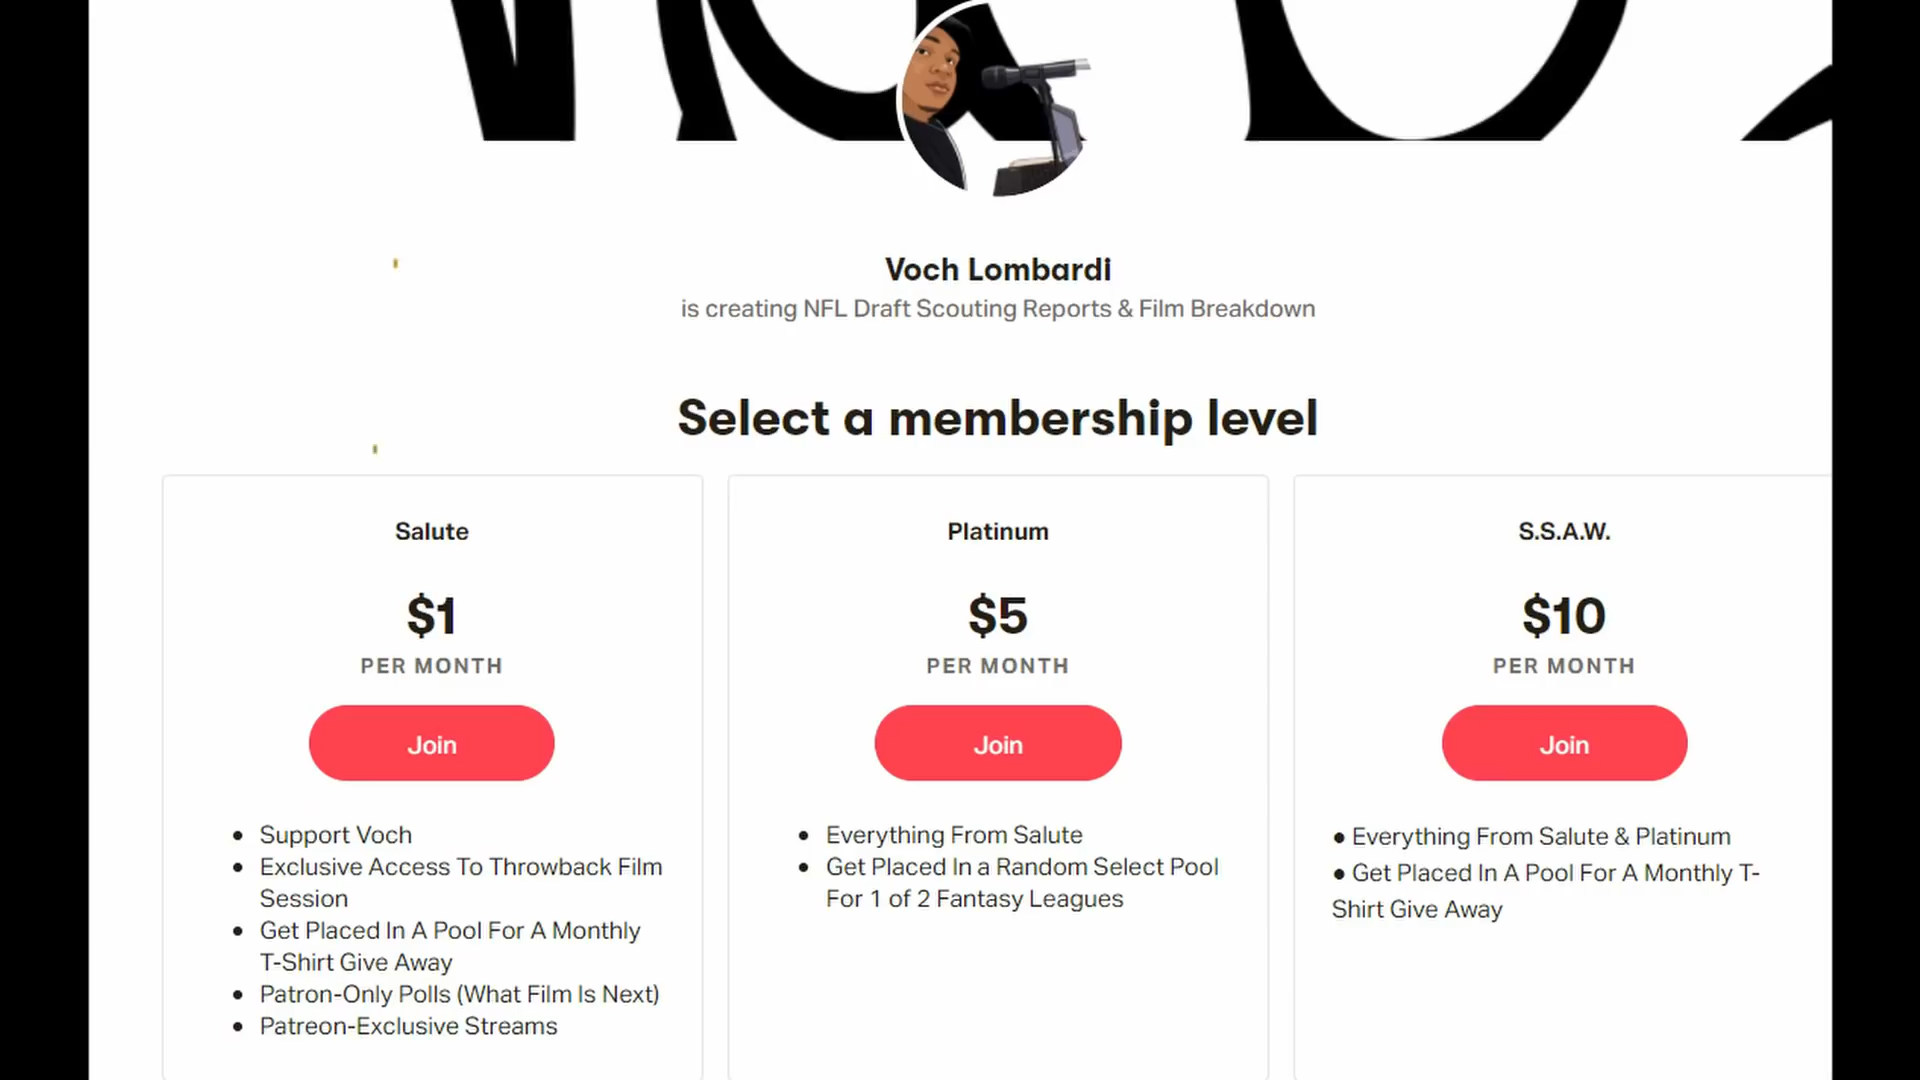 Voch Lombardi
is creating NFL Draft Scouting Reports & Film Breakdown
Select a membership level
Salute
$1
PER MONTH
Join
• Support Voch
• Exclusive Access To Throwback Film
Session
• Get Placed In A Pool For A Monthly
T-Shirt Give Away
• Patron-Only Polls (What Film Is Next)
• Patreon-Exclusive Streams
Platinum
$5
PER MONTH
Join
• Everything From Salute
• Get Placed In a Random Select Pool
For 1 of 2 Fantasy Leagues
S.S.A.W.
$10
PER MONTH
Join
● Everything From Salute & Platinum
● Get Placed In A Pool For A Monthly T-
Shirt Give Away